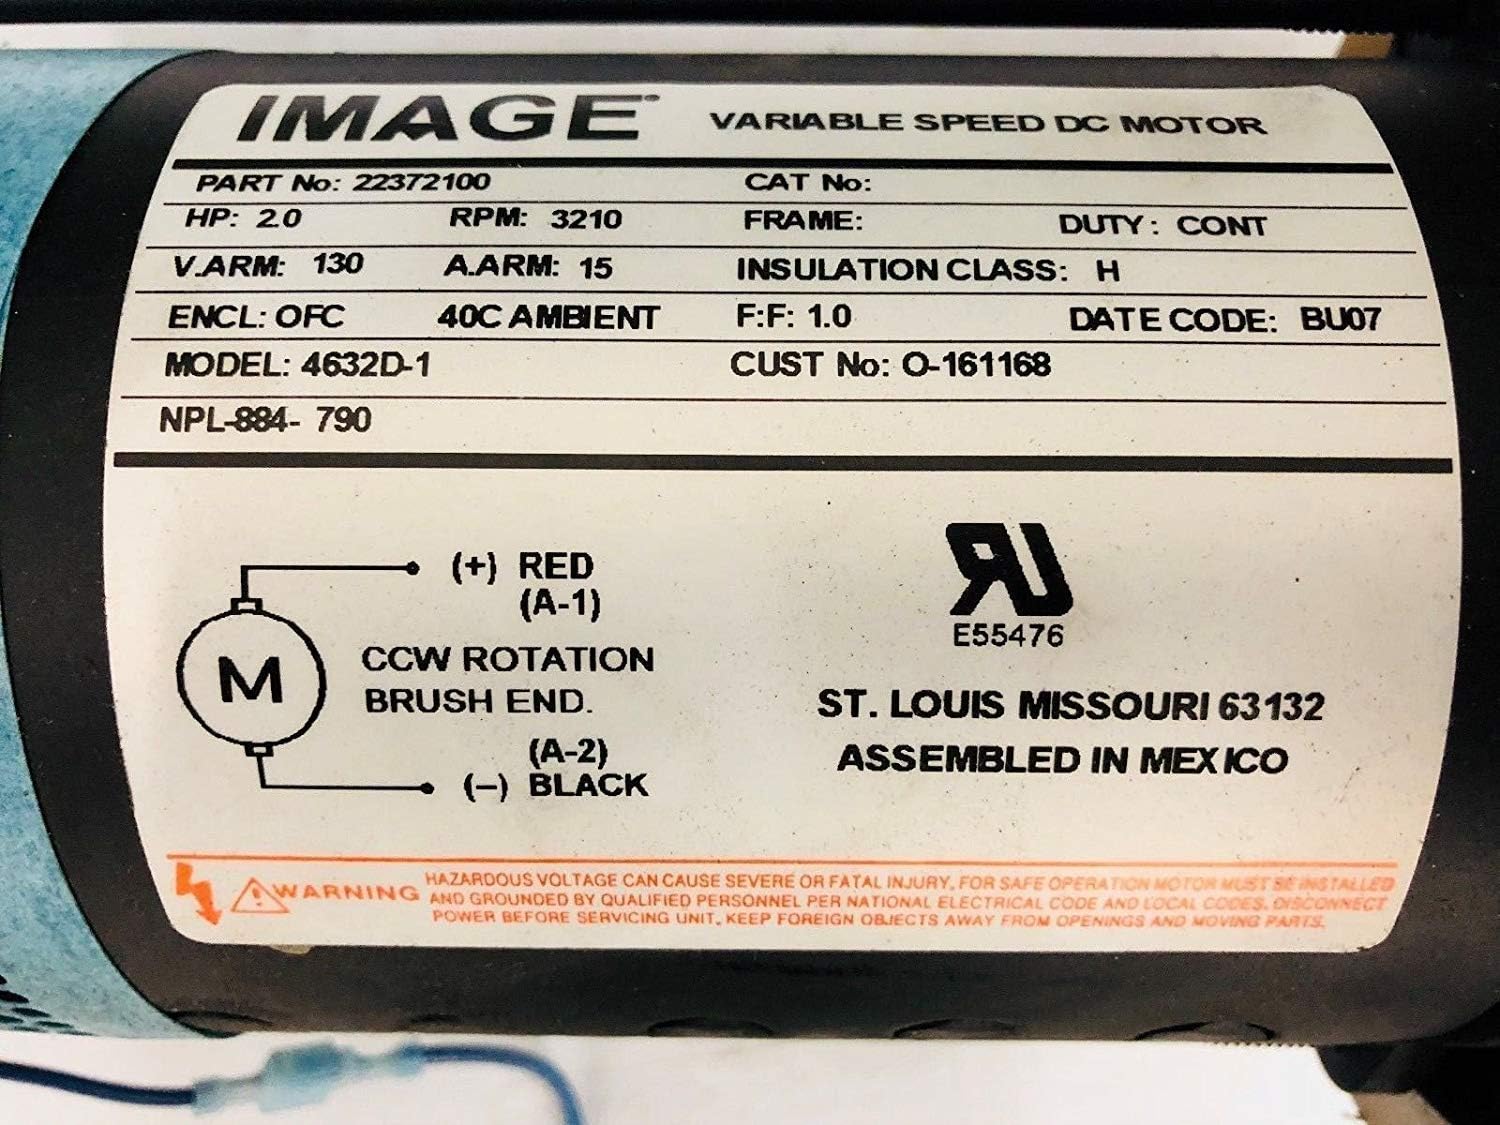 IMAGE VARIABLE SPEED DC MOTOR
PART No: 22372100 CAT No:
HP: 2.0 RPM: 3210 FRAME: DUTY: CONT
V.ARM: 130 A.ARM: 15 INSULATION CLASS: H
ENCL: OFC 40C AMBIENT F:F: 1.0 DATE CODE: BU07
MODEL: 4632D-1 CUST No: O-161168
NPL-884- 790
(+) RED
(A-1)
M
CCW ROTATION
BRUSH END.
(A-2)
(–) BLACK
RU
E55476
ST. LOUIS MISSOURI 63132
ASSEMBLED IN MEXICO
WARNING
HAZARDOUS VOLTAGE CAN CAUSE SEVERE OR FATAL INJURY, FOR SAFE OPERATION MOTOR MUST BE INSTALLED
AND GROUNDED BY QUALIFIED PERSONNEL PER NATIONAL ELECTRICAL CODE AND LOCAL CODES. DISCONNECT
POWER BEFORE SERVICING UNIT, KEEP FOREIGN OBJECTS AWAY FROM OPENINGS AND MOVING PARTS.